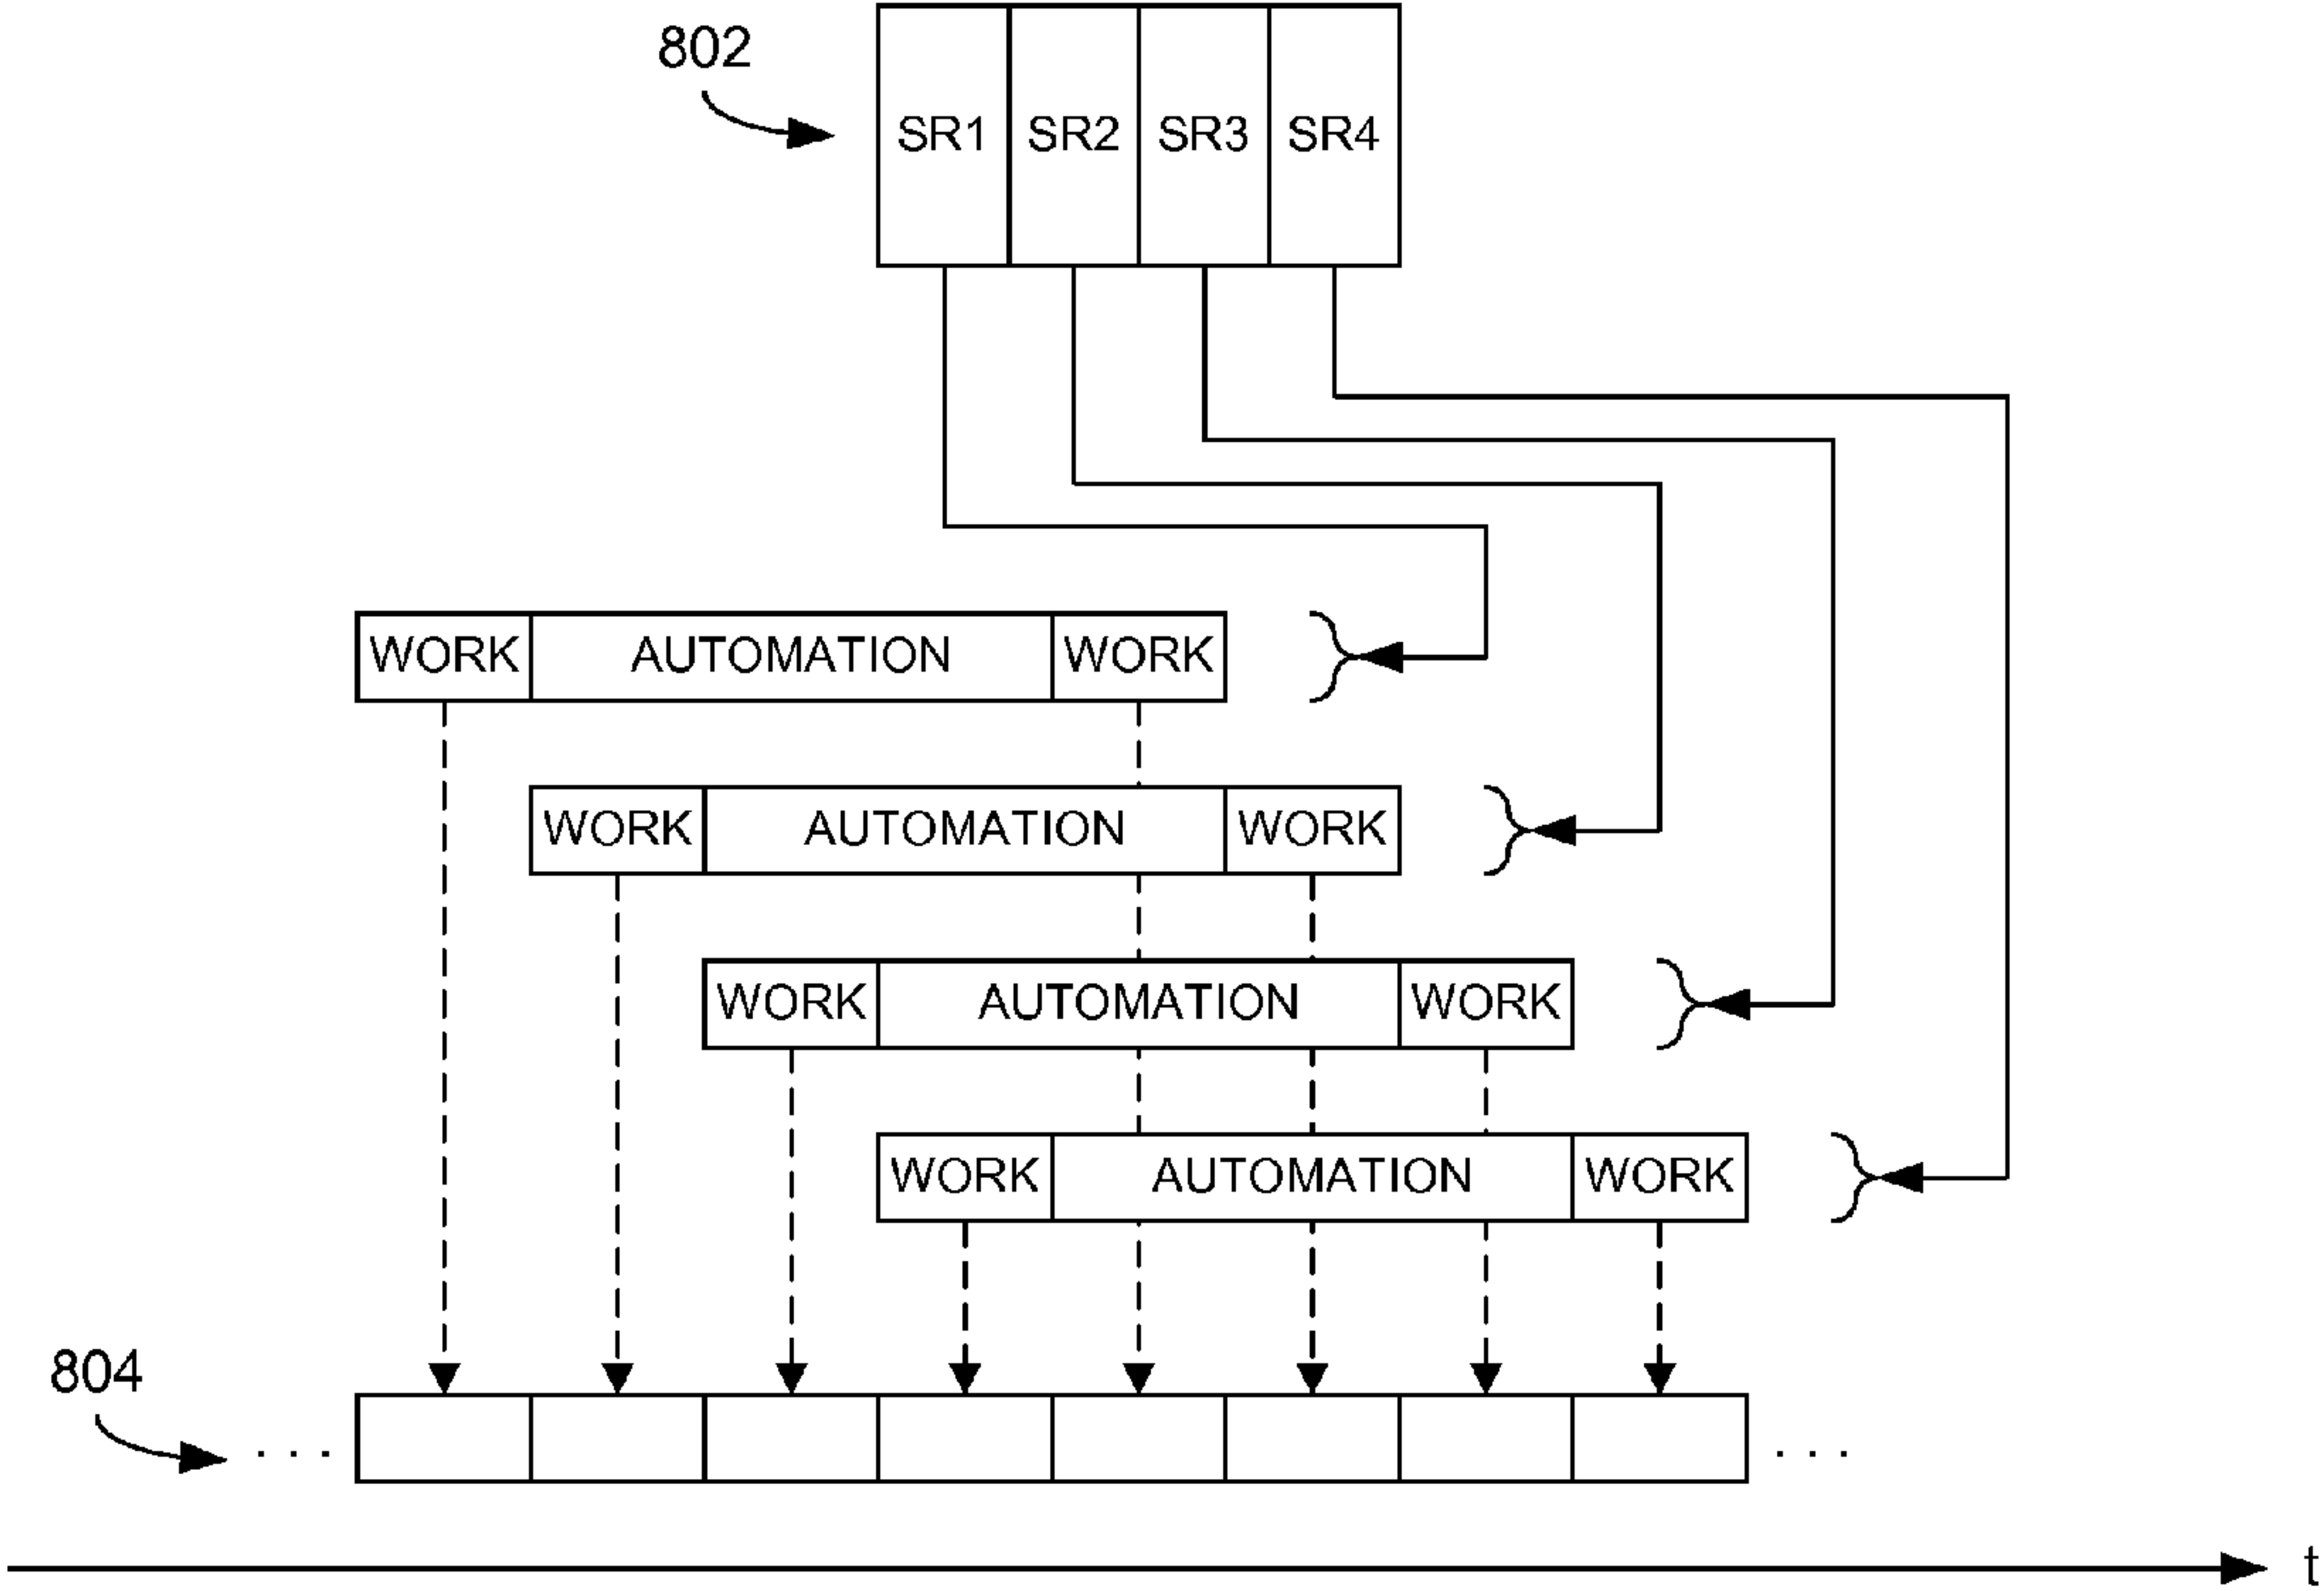 802
SR1 SR2 SR3 SR4
WORK AUTOMATION WORK
WORK AUTOMATION WORK
WORK AUTOMATION WORK
WORK AUTOMATION WORK
804
. . . . . .
t